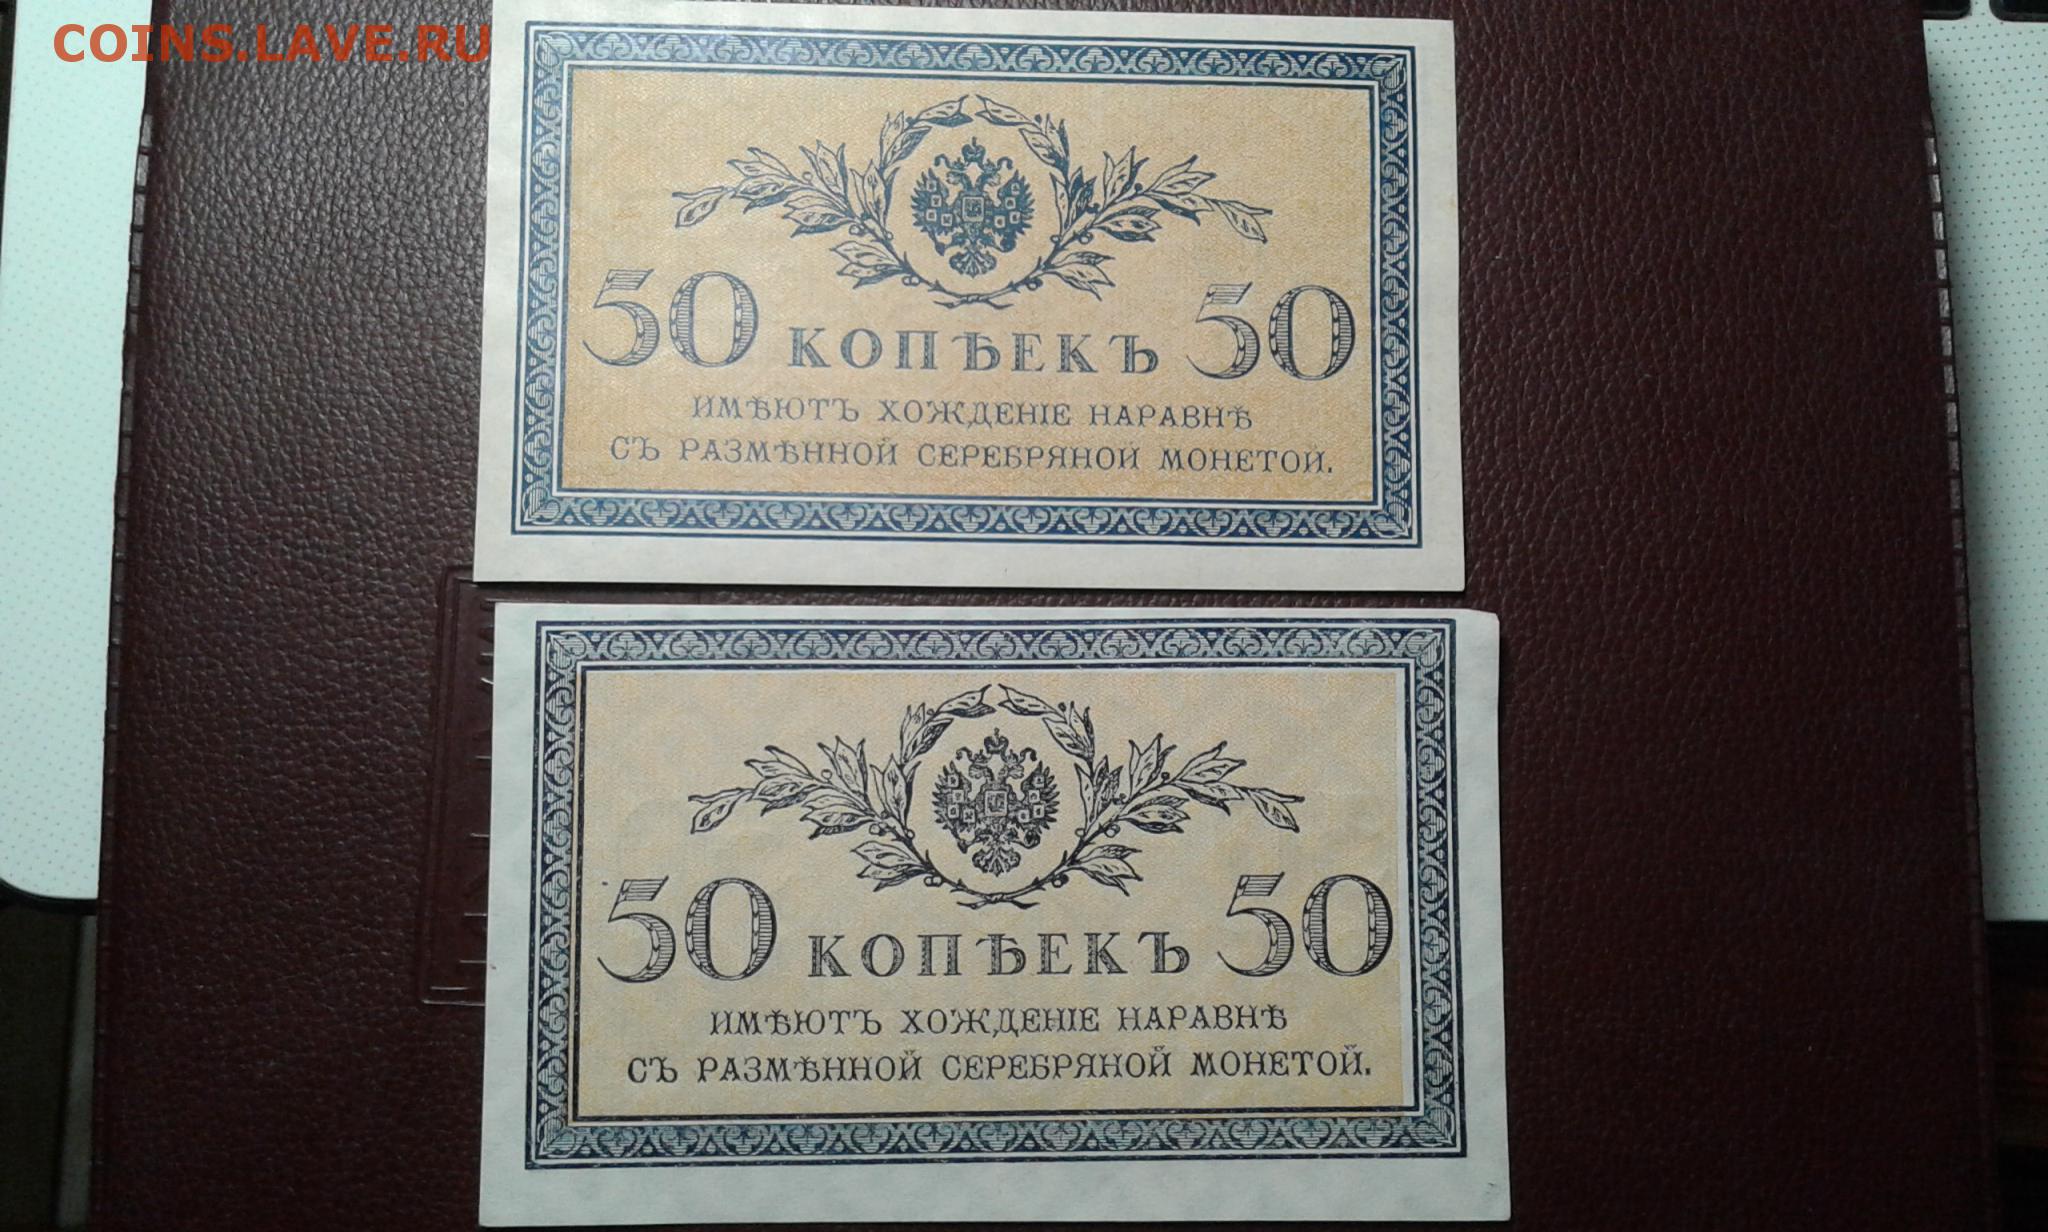 COINS.LAVE.RU
50 КОПѢЕКЪ 50
ИМѢЮТЪ ХОЖДЕНІЕ НАРАВНѢ
СЪ РАЗМѢННОЙ СЕРЕБРЯНОЙ МОНЕТОЙ.
50 КОПѢЕКЪ 50
ИМѢЮТЪ ХОЖДЕНІЕ НАРАВНѢ
СЪ РАЗМѢННОЙ СЕРЕБРЯНОЙ МОНЕТОЙ.